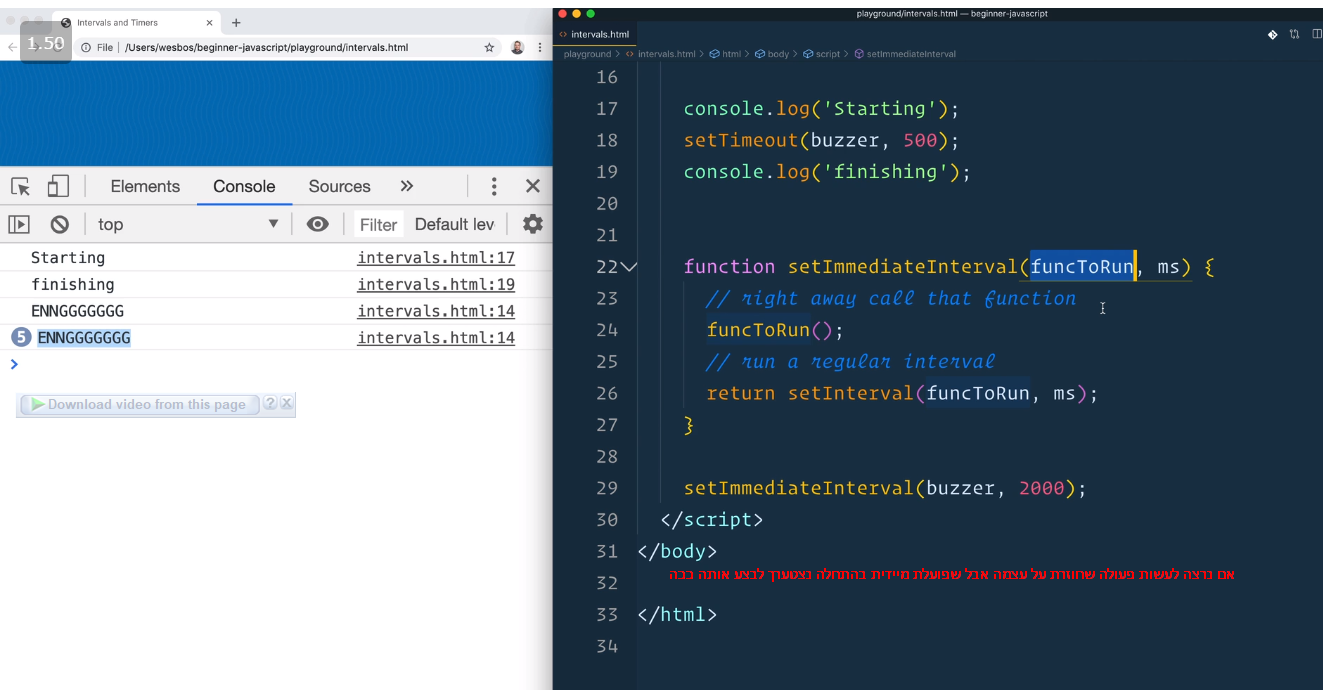 Intervals and Timers
1.50
File | /Users/wesbos/beginner-javascript/playground/intervals.html
Elements Console Sources »
top Filter Default lev
Starting intervals.html:17
finishing intervals.html:19
ENNGGGGGGG intervals.html:14
5 ENNGGGGGGG intervals.html:14
>
Download video from this page ? X
playground/intervals.html — beginner-javascript
<> intervals.html
playground > <> intervals.html > html > body > script > setImmediateInterval
16
17 console.log('Starting');
18 setTimeout(buzzer, 500);
19 console.log('finishing');
20
21
22 function setImmediateInterval(funcToRun, ms) {
23 // right away call that function
24 funcToRun();
25 // run a regular interval
26 return setInterval(funcToRun, ms);
27 }
28
29 setImmediateInterval(buzzer, 2000);
30 </script>
31 </body>
אם נרצה לעשות פעולה שחוזרת על עצמה אבל שפועלת מיידית בהתחלה נצטערך לבצע אותה ככה
32
33 </html>
34